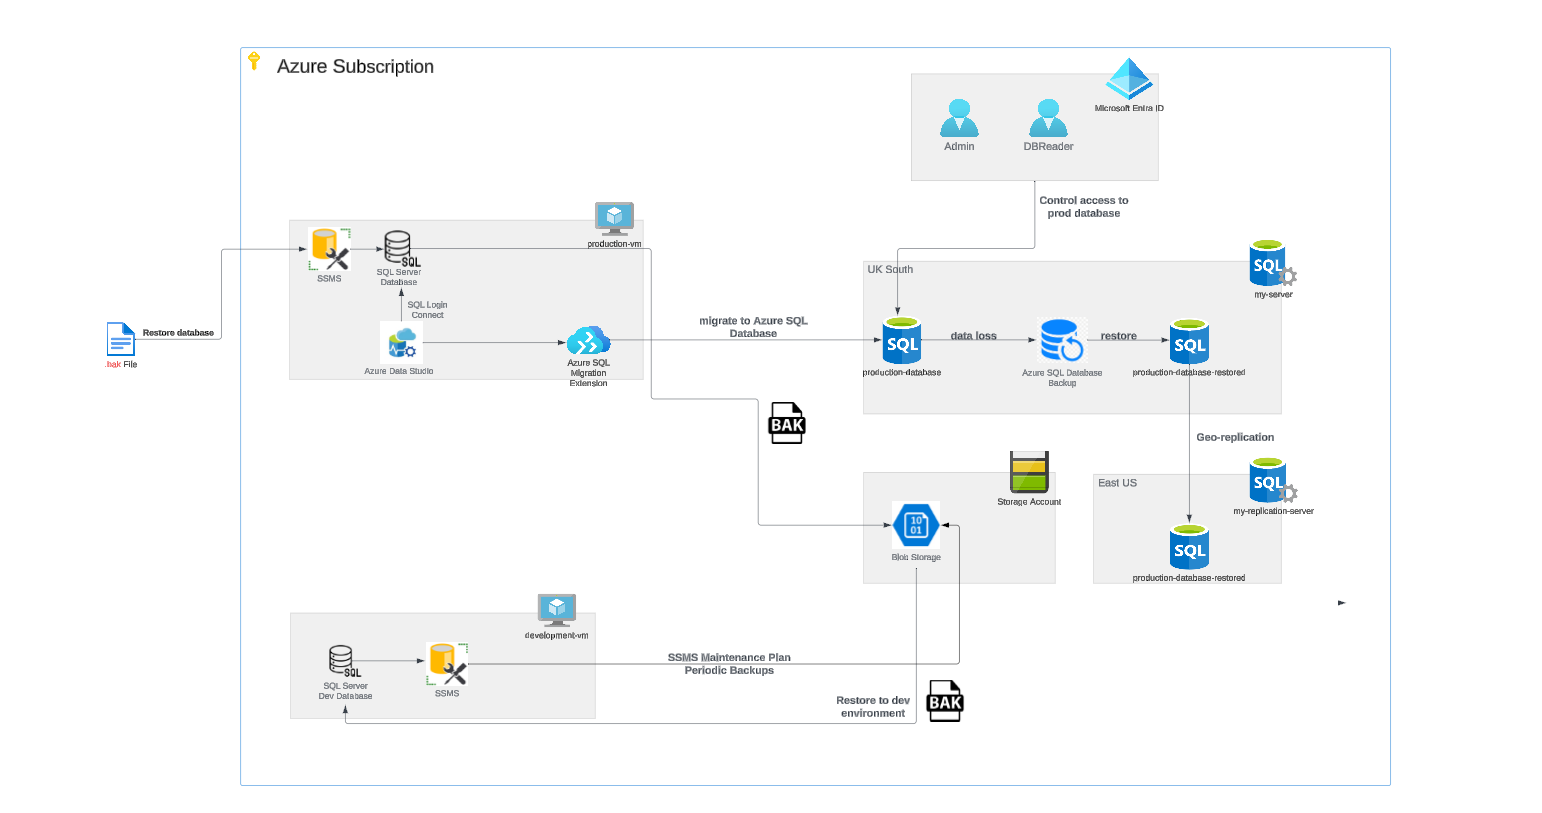 Azure Subscription
Microsoft Entra ID
Admin
DBReader
Control access to
prod database
production-vm
SSMS
SQL
SQL Server
Database
SQL Login
Connect
Azure Data Studio
Azure SQL
Migration
Extension
Restore database
.bak File
migrate to Azure SQL
Database
UK South
SQL
my-server
SQL
production-database
data loss
Azure SQL Database
Backup
restore
SQL
production-database-restored
BAK
Geo-replication
Storage Account
10
01
Blob Storage
East US
SQL
my-replication-server
SQL
production-database-restored
development-vm
SQL
SQL Server
Dev Database
SSMS
SSMS Maintenance Plan
Periodic Backups
Restore to dev
environment
BAK